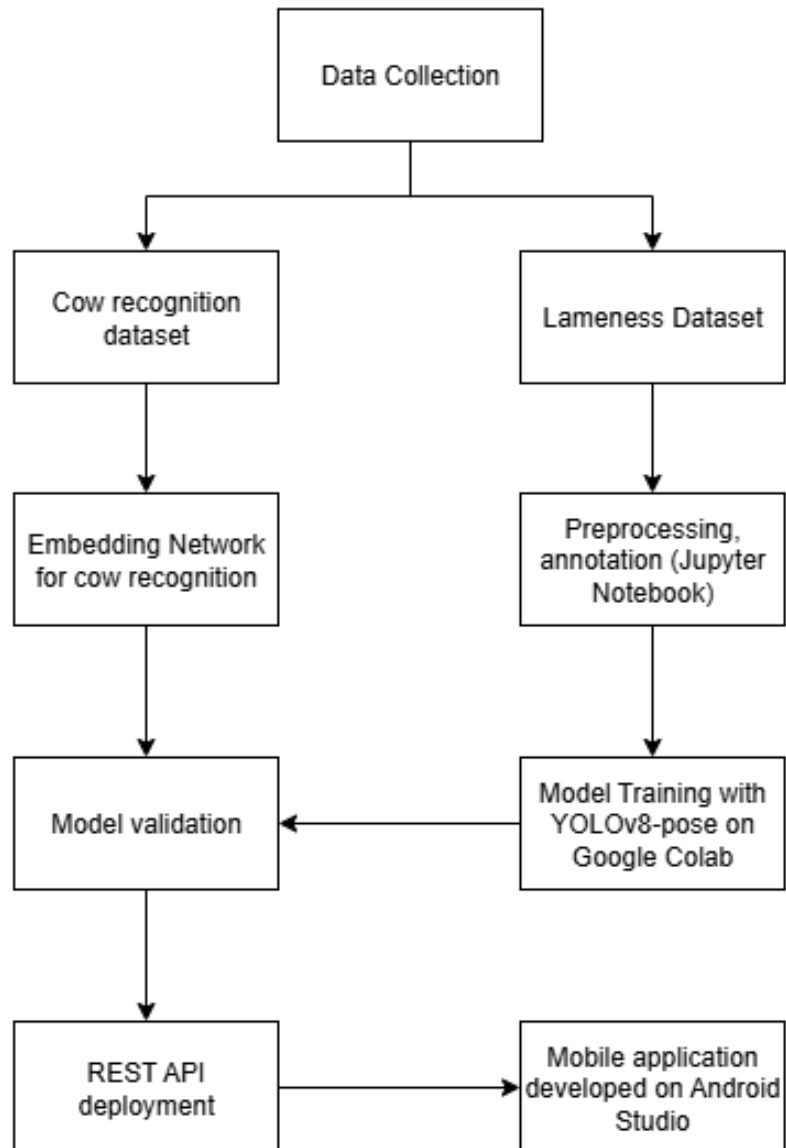 Data Collection
Cow recognition
dataset
Lameness Dataset
Embedding Network
for cow recognition
Preprocessing,
annotation (Jupyter
Notebook)
Model validation
Model Training with
YOLOv8-pose on
Google Colab
REST API
deployment
Mobile application
developed on Android
Studio